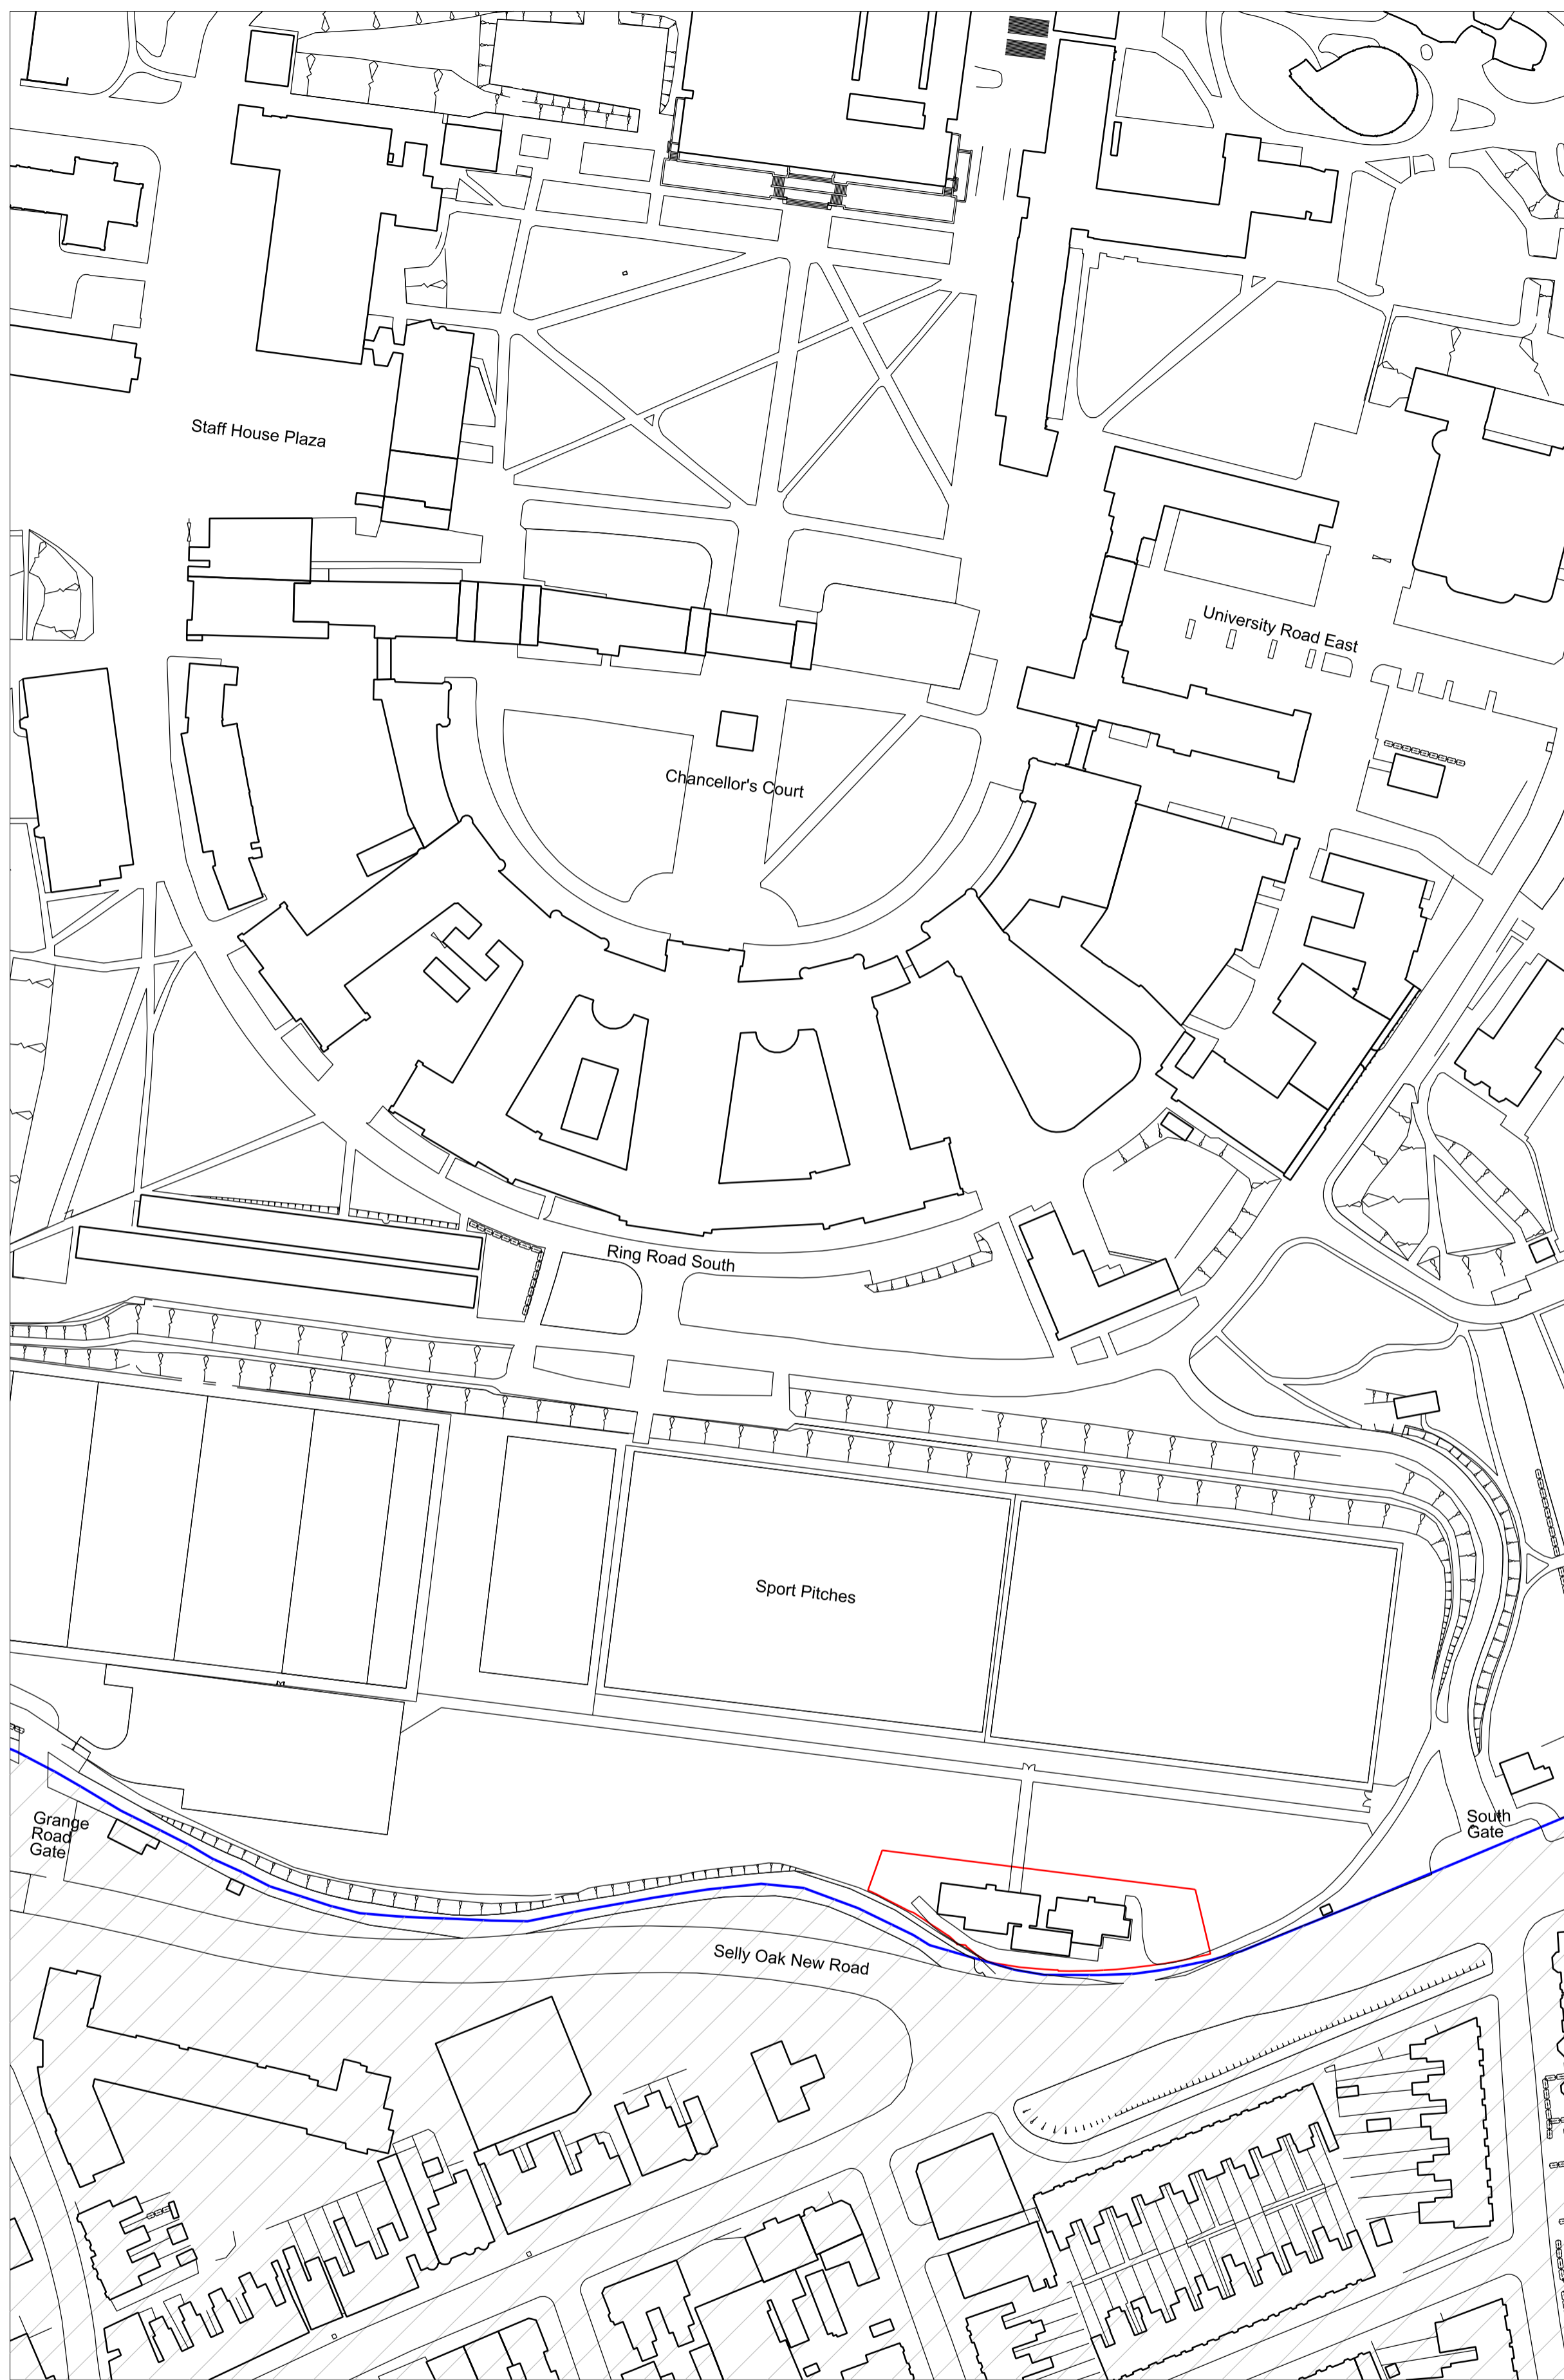 Staff House Plaza
University Road East
Chancellor's Court
Ring Road South
Sport Pitches
Grange
Road
Gate
South
Gate
Selly Oak New Road